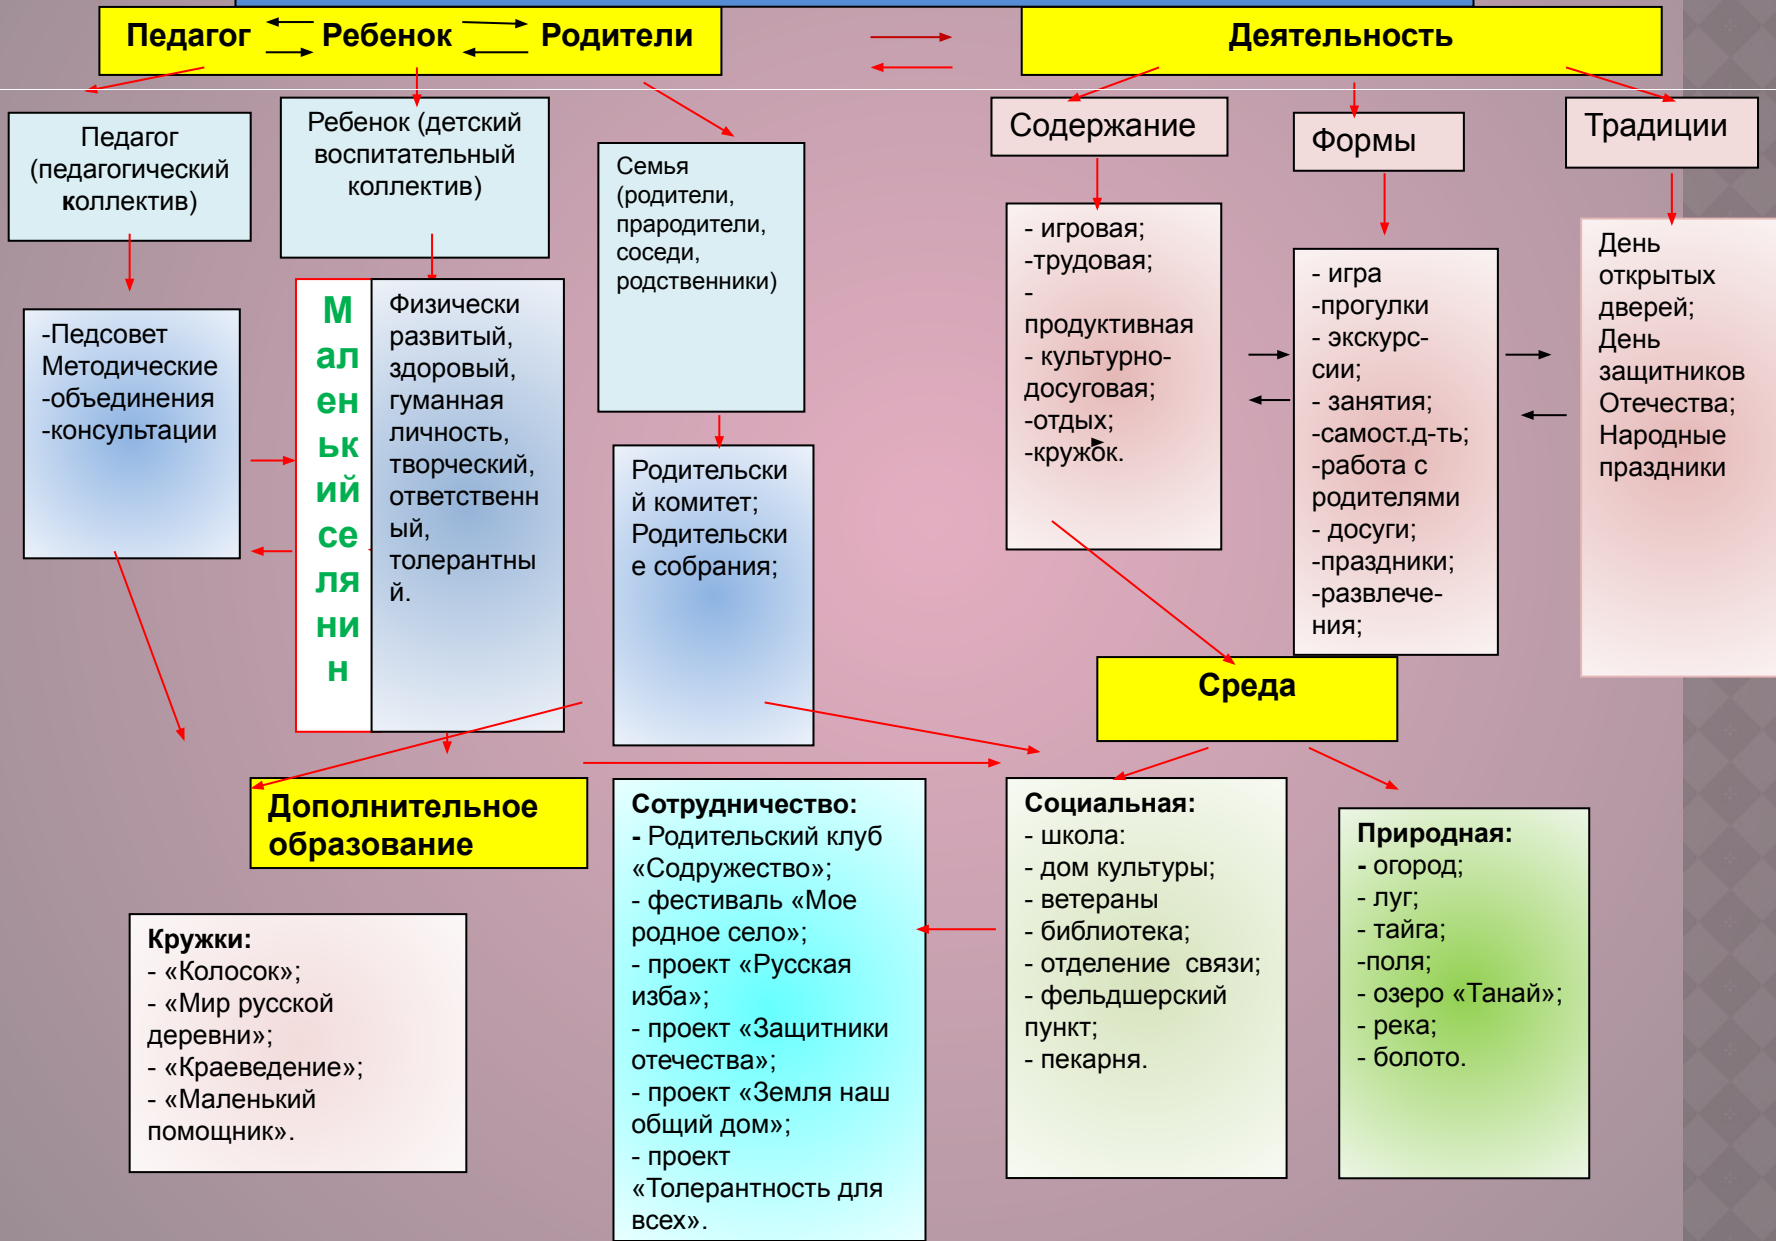 Педагог Ребенок Родители
Деятельность
Педагог
(педагогический
коллектив)
Ребенок (детский
воспитательный
коллектив)
Семья
(родители,
прародители,
соседи,
родственники)
Содержание
Формы
Традиции
-Педсовет
Методические
-объединения
-консультации
М
ал
ен
ьк
ий
се
ля
ни
н
Физически
развитый,
здоровый,
гуманная
личность,
творческий,
ответственн
ый,
толерантны
й.
Родительски
й комитет;
Родительски
е собрания;
- игровая;
-трудовая;
-
продуктивная
- культурно-
досуговая;
-отдых;
-кружок.
- игра
-прогулки
- экскурс-
сии;
- занятия;
-самост.д-ть;
-работа с
родителями
- досуги;
-праздники;
-развлече-
ния;
День
открытых
дверей;
День
защитников
Отечества;
Народные
праздники
Среда
Дополнительное
образование
Кружки:
- «Колосок»;
- «Мир русской
деревни»;
- «Краеведение»;
- «Маленький
помощник».
Сотрудничество:
- Родительский клуб
«Содружество»;
- фестиваль «Мое
родное село»;
- проект «Русская
изба»;
- проект «Защитники
отечества»;
- проект «Земля наш
общий дом»;
- проект
«Толерантность для
всех».
Социальная:
- школа:
- дом культуры;
- ветераны
- библиотека;
- отделение связи;
- фельдшерский
пункт;
- пекарня.
Природная:
- огород;
- луг;
- тайга;
-поля;
- озеро «Танай»;
- река;
- болото.